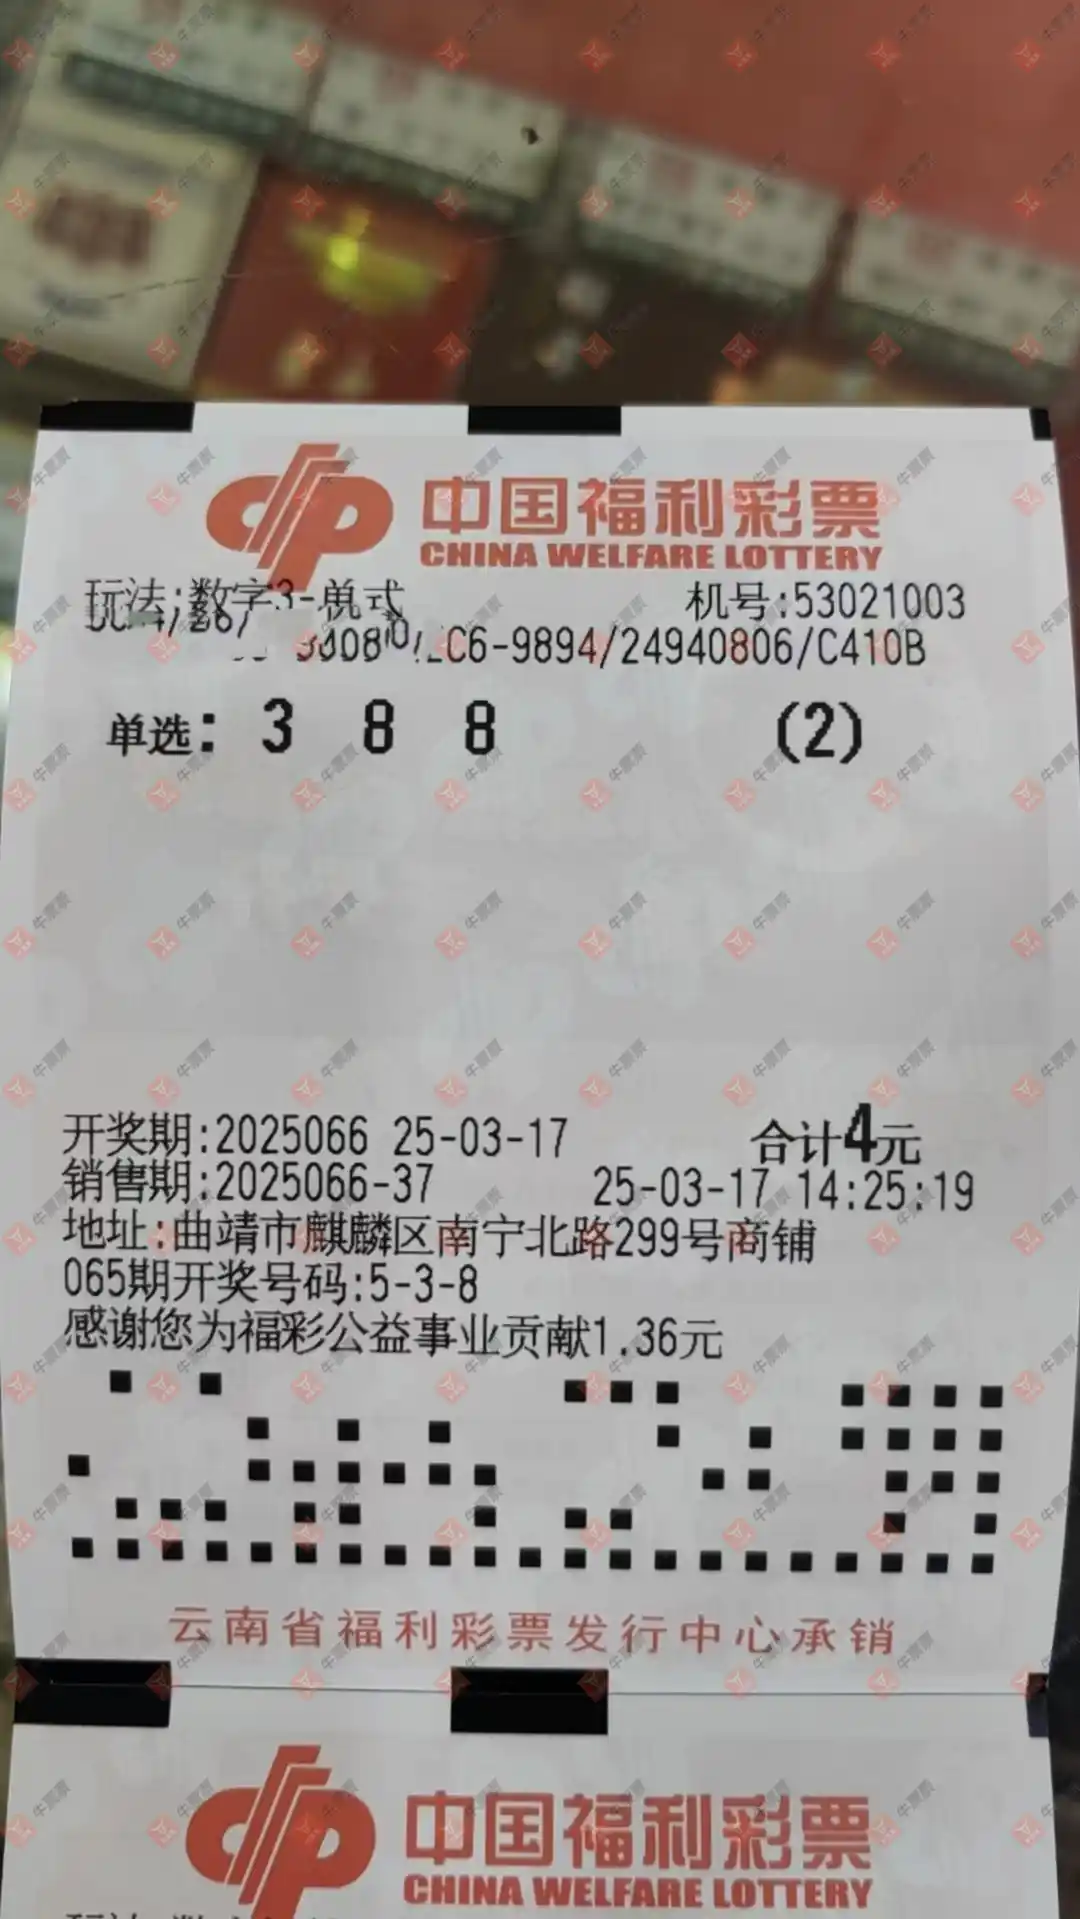 中国福利彩票
CHINA WELFARE LOTTERY
玩法:数字3-单式 机号:53021003
C6-9894/24940806/C410B
单选: 3 8 8 (2)
开奖期:2025066 25-03-17 合计4元
销售期:2025066-37 25-03-17 14:25:19
地址:曲靖市麒麟区南宁北路299号商铺
065期开奖号码:5-3-8
感谢您为福彩公益事业贡献1.36元
云南省福利彩票发行中心承销
中国福利彩票
CHINA WELFARE LOTTERY
牛票票